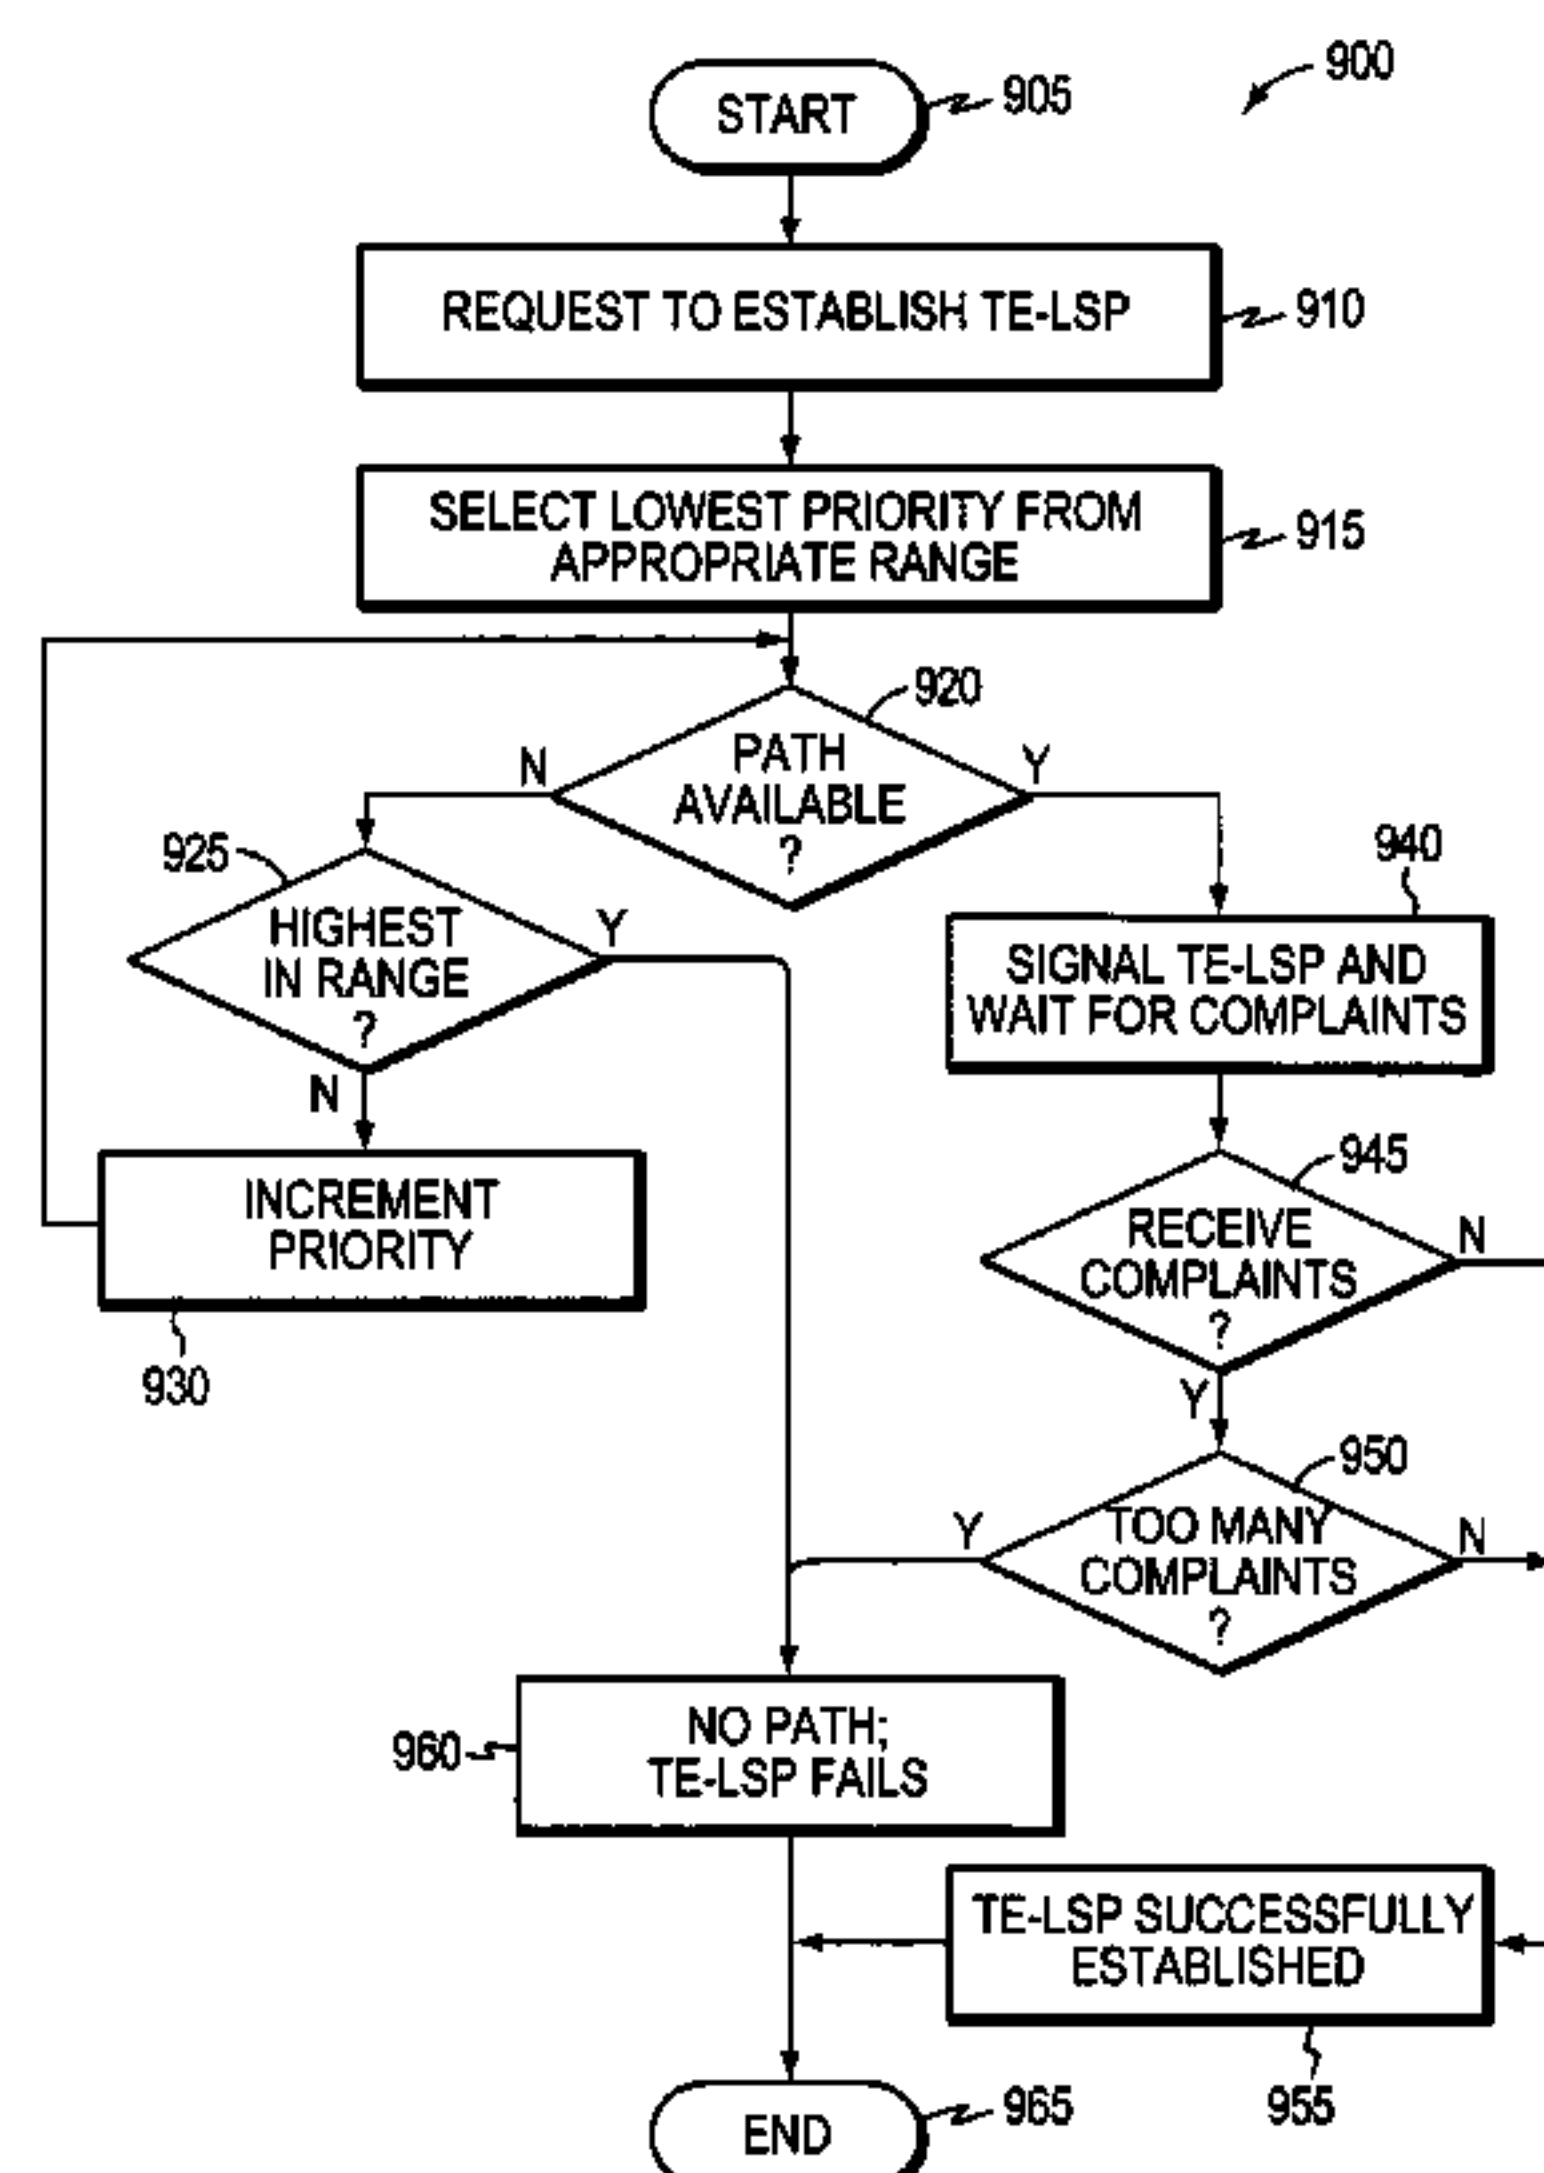 900
START
905
REQUEST TO ESTABLISH TE-LSP
910
SELECT LOWEST PRIORITY FROM
APPROPRIATE RANGE
915
920
PATH
AVAILABLE
?
N
Y
925
HIGHEST
IN RANGE
?
Y
N
940
SIGNAL TE-LSP AND
WAIT FOR COMPLAINTS
INCREMENT
PRIORITY
930
945
RECEIVE
COMPLAINTS
?
N
Y
950
TOO MANY
COMPLAINTS
?
Y
N
NO PATH;
TE-LSP FAILS
960
TE-LSP SUCCESSFULLY
ESTABLISHED
955
END
965